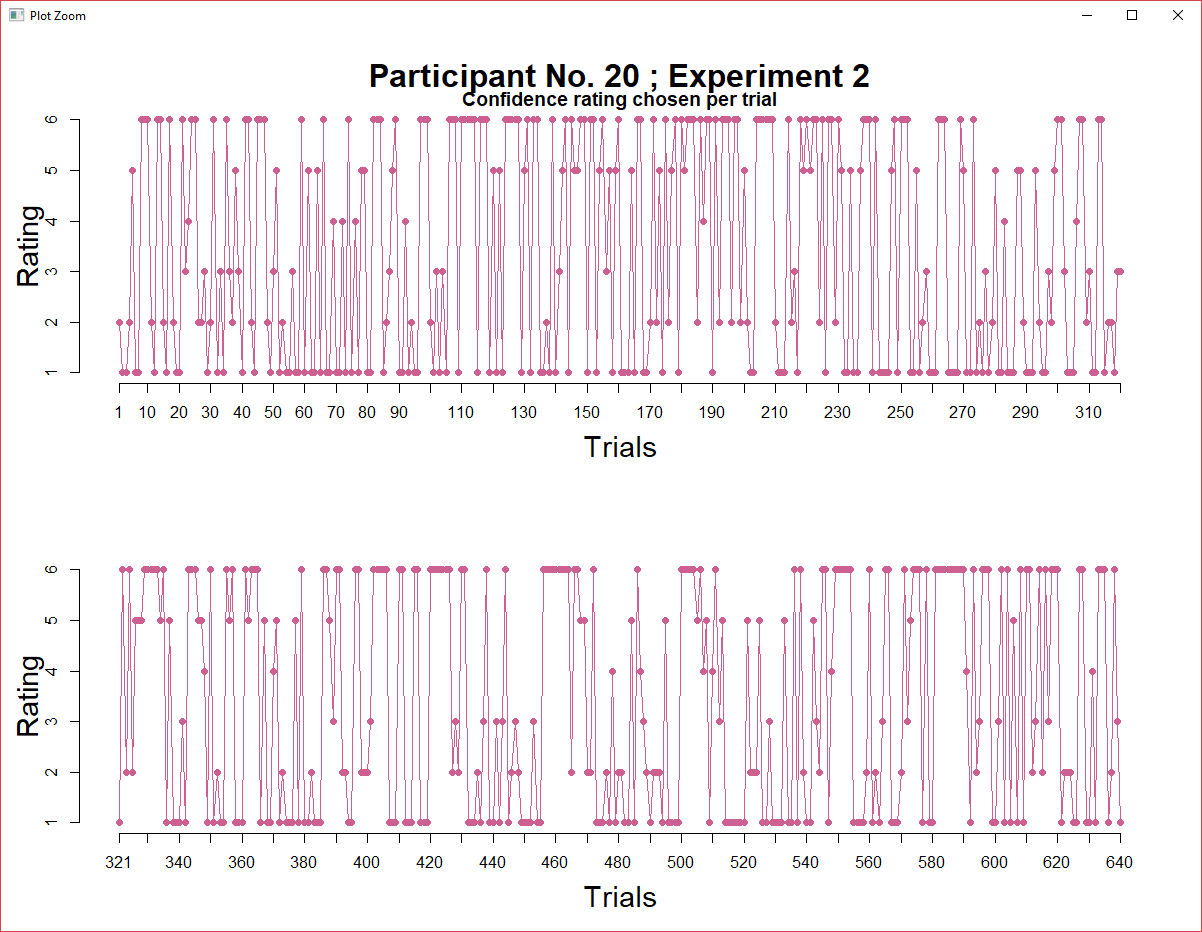 Plot Zoom
Participant No. 20 ; Experiment 2
Confidence rating chosen per trial
6
5
4
3
2
1
Rating
1 10 20 30 40 50 60 70 80 90 110 130 150 170 190 210 230 250 270 290 310
Trials
6
5
4
3
2
1
Rating
321 340 360 380 400 420 440 460 480 500 520 540 560 580 600 620 640
Trials